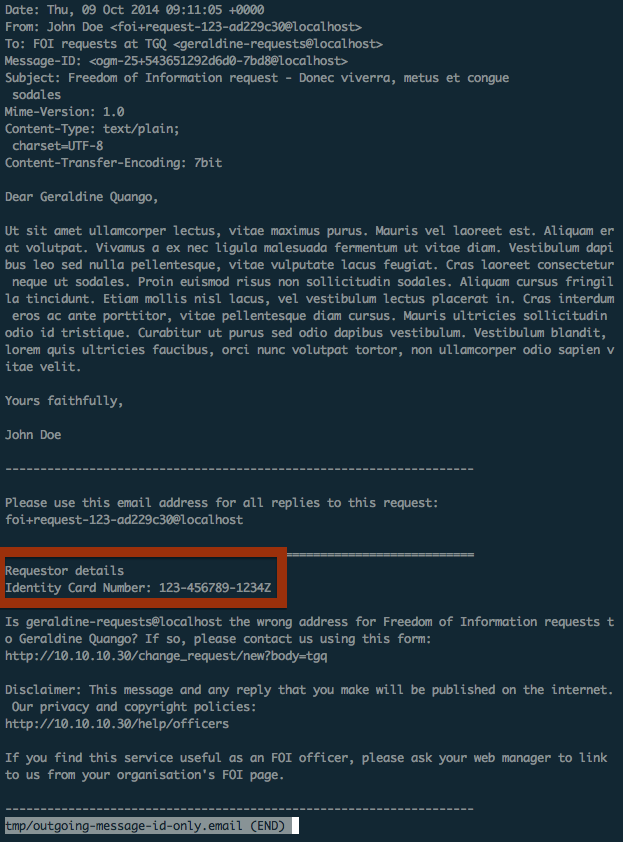 Date: Thu, 09 Oct 2014 09:11:05 +0000
From: John Doe <foi+request-123-ad229c30@localhost>
To: FOI requests at TGQ <geraldine-requests@localhost>
Message-ID: <ogm-25+543651292d6d0-7bd8@localhost>
Subject: Freedom of Information request - Donec viverra, metus et congue
 sodales
Mime-Version: 1.0
Content-Type: text/plain;
 charset=UTF-8
Content-Transfer-Encoding: 7bit

Dear Geraldine Quango,

Ut sit amet ullamcorper lectus, vitae maximus purus. Mauris vel laoreet est. Aliquam er
at volutpat. Vivamus a ex nec ligula malesuada fermentum ut vitae diam. Vestibulum dapi
bus leo sed nulla pellentesque, vitae vulputate lacus feugiat. Cras laoreet consectetur
 neque ut sodales. Proin euismod risus non sollicitudin sodales. Aliquam cursus fringil
la tincidunt. Etiam mollis nisl lacus, vel vestibulum lectus placerat in. Cras interdum
 eros ac ante porttitor, vitae pellentesque diam cursus. Mauris ultricies sollicitudin
odio id tristique. Curabitur ut purus sed odio dapibus vestibulum. Vestibulum blandit,
lorem quis ultricies faucibus, orci nunc volutpat tortor, non ullamcorper odio sapien v
itae velit.

Yours faithfully,

John Doe

-------------------------------------------------------------------

Please use this email address for all replies to this request:
foi+request-123-ad229c30@localhost

===========================
Requestor details
Identity Card Number: 123-456789-1234Z

Is geraldine-requests@localhost the wrong address for Freedom of Information requests t
o Geraldine Quango? If so, please contact us using this form:
http://10.10.10.30/change_request/new?body=tgq

Disclaimer: This message and any reply that you make will be published on the internet.
 Our privacy and copyright policies:
http://10.10.10.30/help/officers

If you find this service useful as an FOI officer, please ask your web manager to link
to us from your organisation's FOI page.

-------------------------------------------------------------------
tmp/outgoing-message-id-only.email (END)